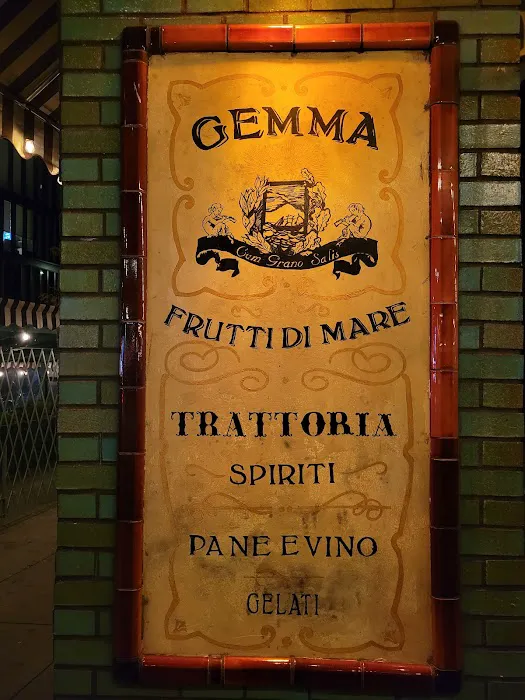 GEMMA
Cum Grano Salis
FRUTTI DI MARE
TRATTORIA
SPIRITI
PANE E VINO
GELATI